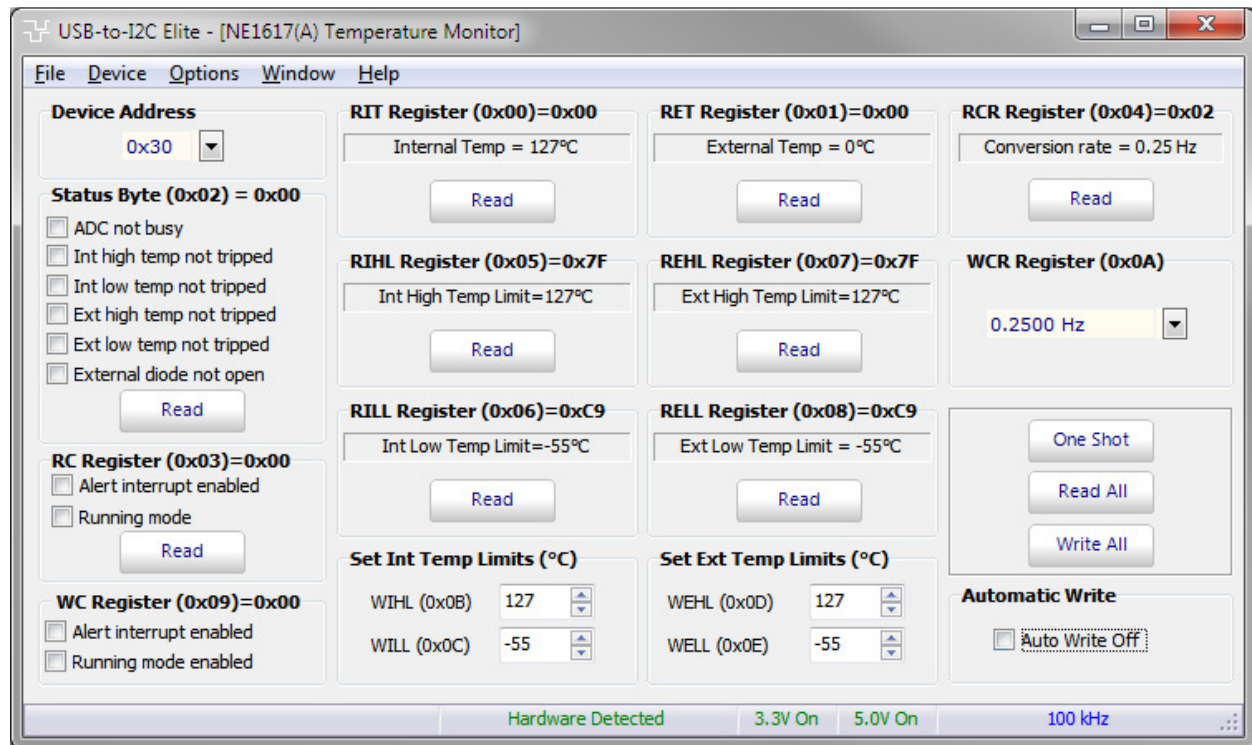 USB-to-I2C Elite - [NE1617(A) Temperature Monitor]
File Device Options Window Help
Device Address
0x30
Status Byte (0x02) = 0x00
ADC not busy
Int high temp not tripped
Int low temp not tripped
Ext high temp not tripped
Ext low temp not tripped
External diode not open
Read
RC Register (0x03)=0x00
Alert interrupt enabled
Running mode
Read
WC Register (0x09)=0x00
Alert interrupt enabled
Running mode enabled
RIT Register (0x00)=0x00
Internal Temp = 127ºC
Read
RIHL Register (0x05)=0x7F
Int High Temp Limit=127ºC
Read
RILL Register (0x06)=0xC9
Int Low Temp Limit=-55ºC
Read
Set Int Temp Limits (°C)
WIHL (0x0B) 127
WILL (0x0C) -55
RET Register (0x01)=0x00
External Temp = 0ºC
Read
REHL Register (0x07)=0x7F
Ext High Temp Limit=127ºC
Read
RELL Register (0x08)=0xC9
Ext Low Temp Limit = -55ºC
Read
Set Ext Temp Limits (°C)
WEHL (0x0D) 127
WELL (0x0E) -55
RCR Register (0x04)=0x02
Conversion rate = 0.25 Hz
Read
WCR Register (0x0A)
0.2500 Hz
One Shot
Read All
Write All
Automatic Write
Auto Write Off
Hardware Detected 3.3V On 5.0V On 100 kHz